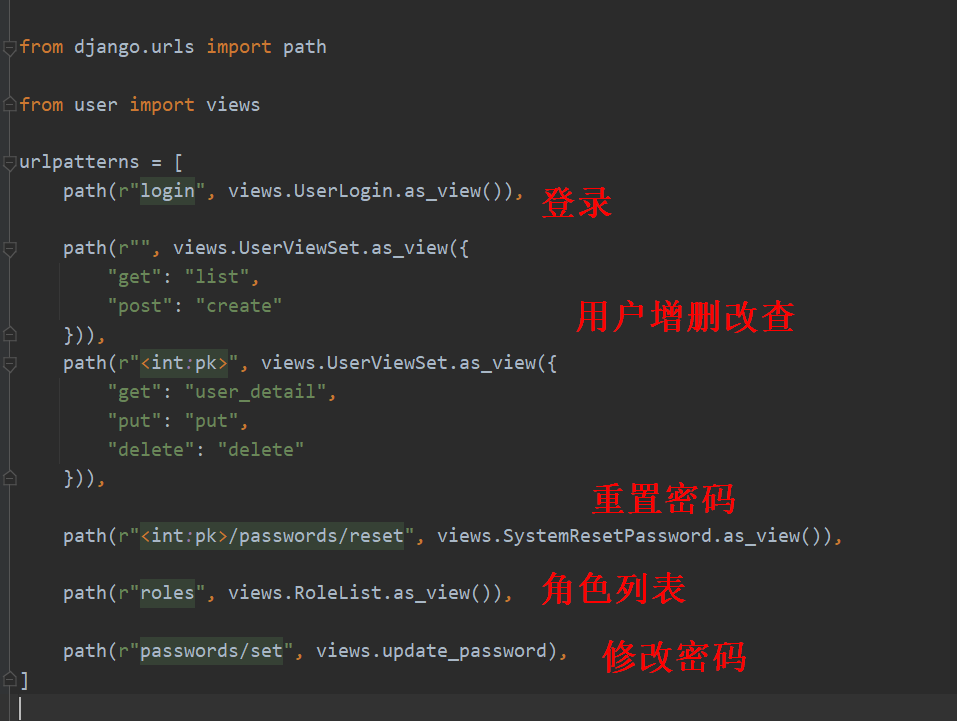 from django.urls import path
from user import views
urlpatterns = [
path(r"login", views.UserLogin.as_view()), 登录
path(r"", views.UserViewSet.as_view({
"get": "list",
"post": "create" 用户增删改查
})),
path(r"<int:pk>", views.UserViewSet.as_view({
"get": "user_detail",
"put": "put",
"delete": "delete"
})),
重置密码
path(r"<int:pk>/passwords/reset", views.SystemResetPassword.as_view()),
path(r"roles", views.RoleList.as_view()), 角色列表
path(r"passwords/set", views.update_password), 修改密码
]